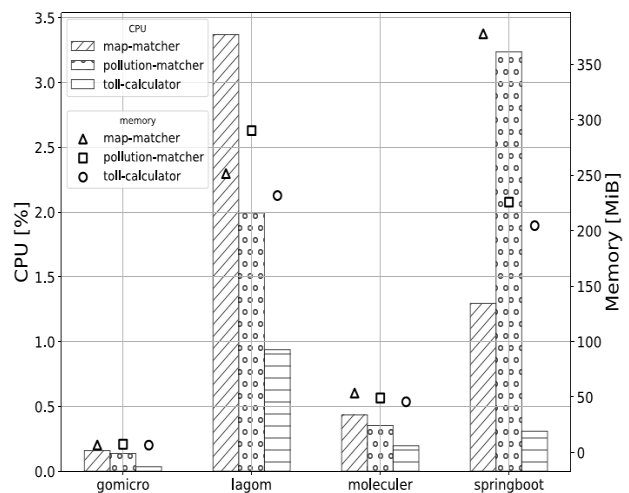 CPU
map-matcher
pollution-matcher
toll-calculator
memory
map-matcher
pollution-matcher
toll-calculator
CPU [%]
3.5
3.0
2.5
2.0
1.5
1.0
0.5
0.0
Memory [MiB]
350
300
250
200
150
100
50
0
gomicro lagom moleculer springboot